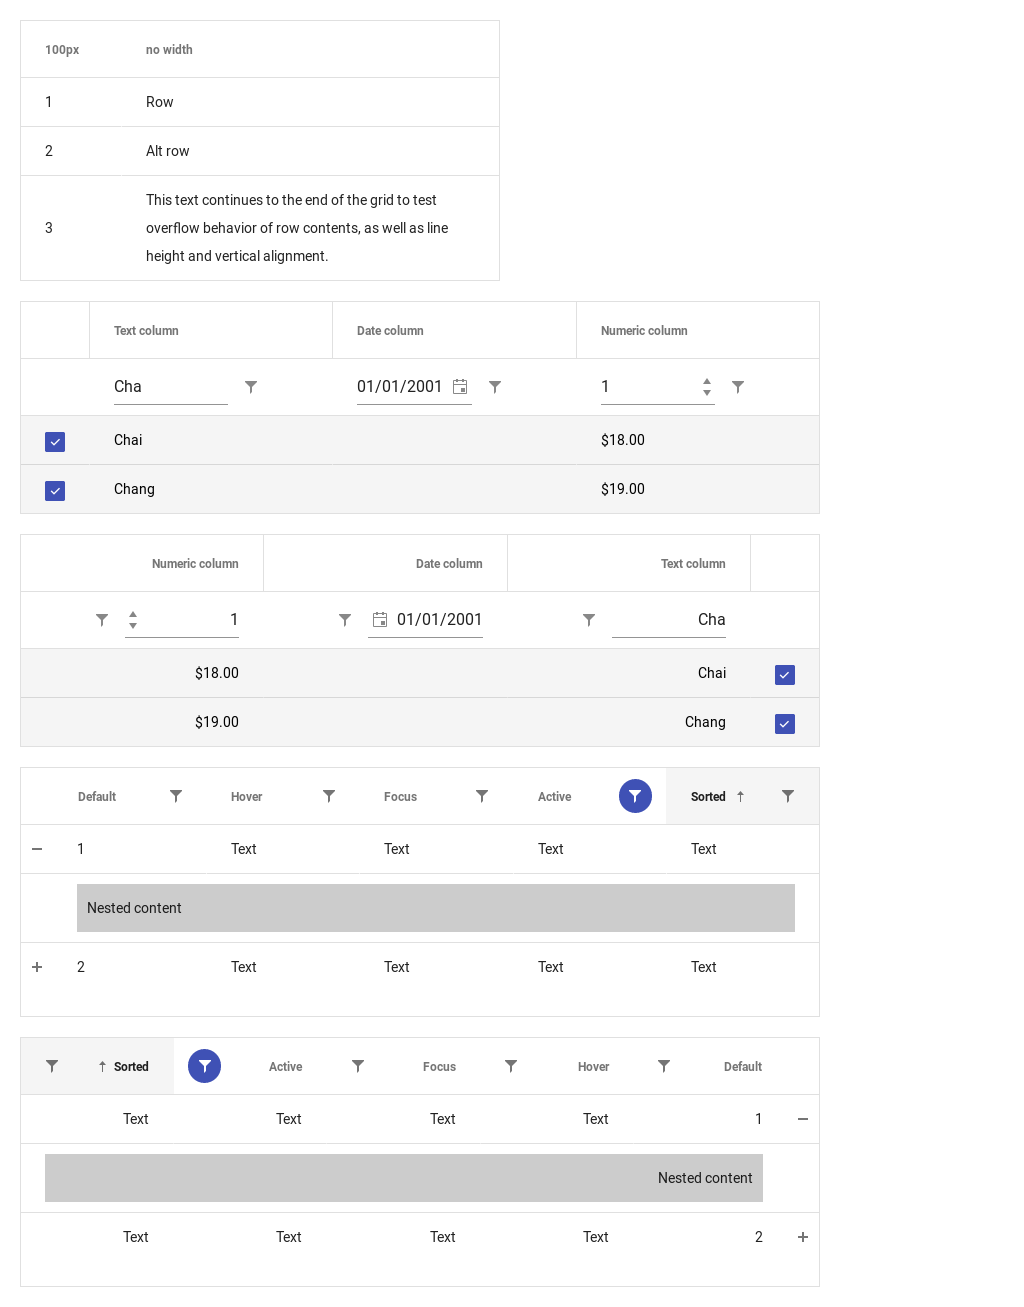 100px no width
1 Row
2 Alt row
This text continues to the end of the grid to test
3 overflow behavior of row contents, as well as line
height and vertical alignment.
Text column Date column Numeric column
Cha 01/01/2001 1
Chai $18.00
Chang $19.00
Numeric column Date column Text column
1 01/01/2001 Cha
$18.00 Chai
$19.00 Chang
Default Hover Focus Active Sorted
1 Text Text Text Text
Nested content
2 Text Text Text Text
Sorted Active Focus Hover Default
Text Text Text Text 1
Nested content
Text Text Text Text 2